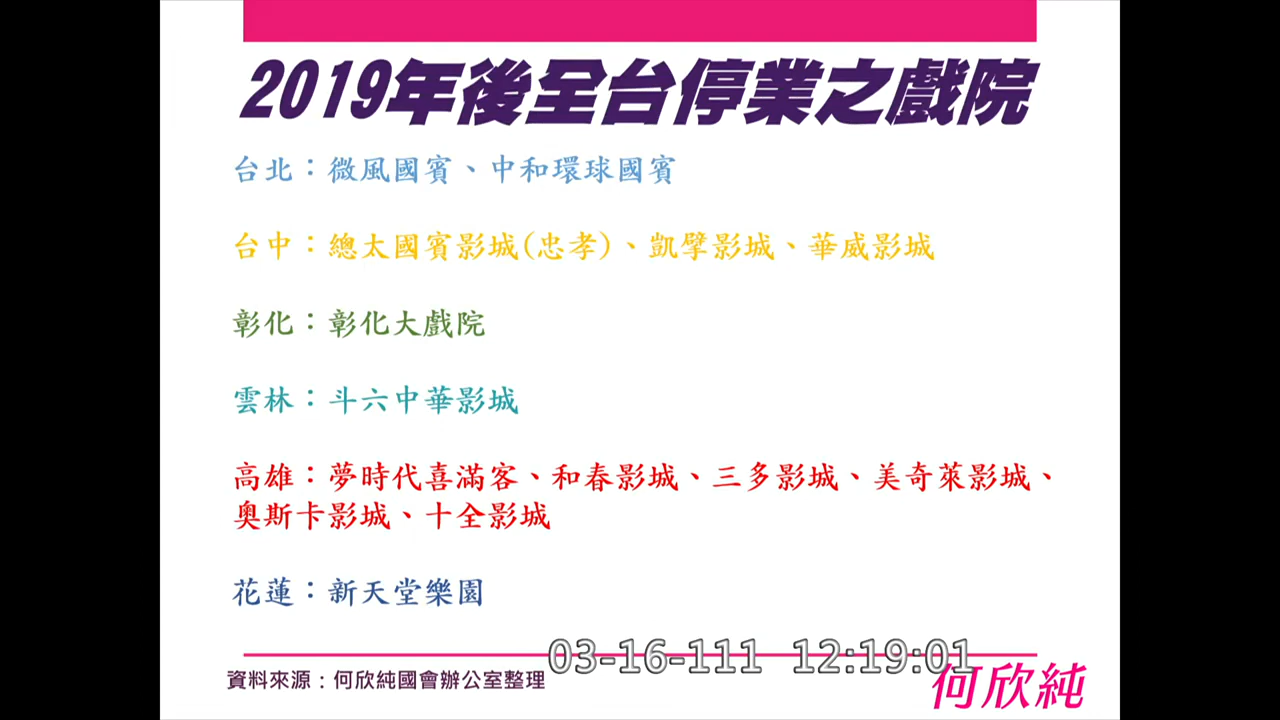 2019年後全台停業之戲院
台北：微風國賓、中和環球國賓
台中：總太國賓影城(忠孝)、凱擘影城、華威影城
彰化：彰化大戲院
雲林：斗六中華影城
高雄：夢時代喜滿客、和春影城、三多影城、美奇萊影城、
奧斯卡影城、十全影城
花蓮：新天堂樂園
03-16-111 12:19:01
資料來源：何欣純國會辦公室整理
何欣純